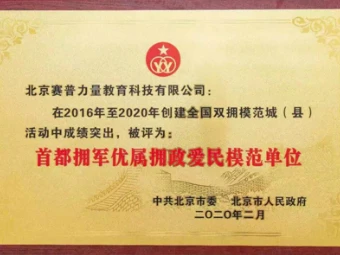 北京赛普力量教育科技有限公司：
在2016年至2020年创建全国双拥模范城（县）
活动中成绩突出，被评为：
首都拥军优属拥政爱民模范单位
中共北京市委 北京市人民政府
二〇二〇年二月